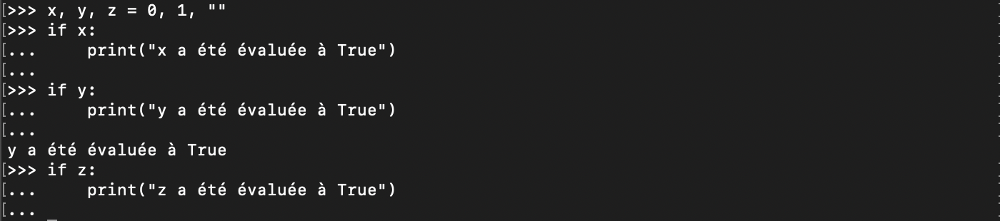 [>>> x, y, z = 0, 1, ""
[>>> if x:
[...     print("x a été évaluée à True")
[...
[>>> if y:
[...     print("y a été évaluée à True")
[...
y a été évaluée à True
[>>> if z:
[...     print("z a été évaluée à True")
[... _